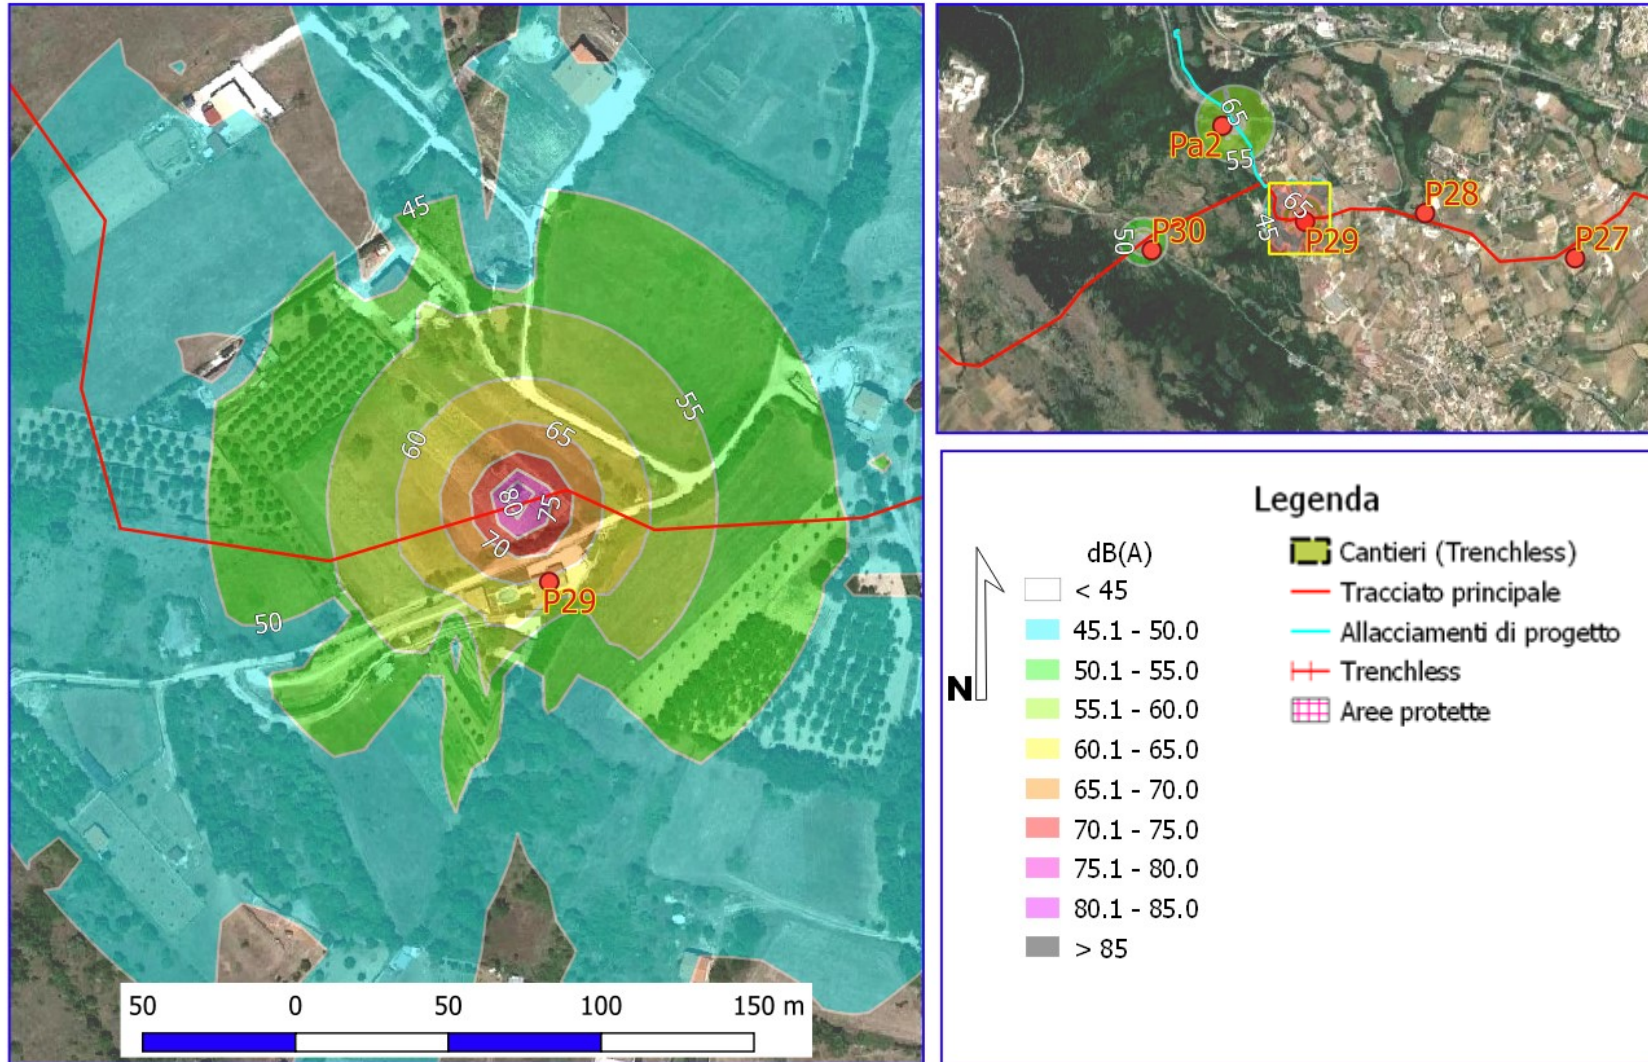 45
55
60
65
80
75
70
P29
50
50 0 50 100 150 m
65
Pa2
55
P28
65
45
P29
P30
50
P27
Legenda
dB(A)
< 45
45.1 - 50.0
50.1 - 55.0
55.1 - 60.0
60.1 - 65.0
65.1 - 70.0
70.1 - 75.0
75.1 - 80.0
80.1 - 85.0
> 85
N
Cantieri (Trenchless)
Tracciato principale
Allacciamenti di progetto
Trenchless
Aree protette